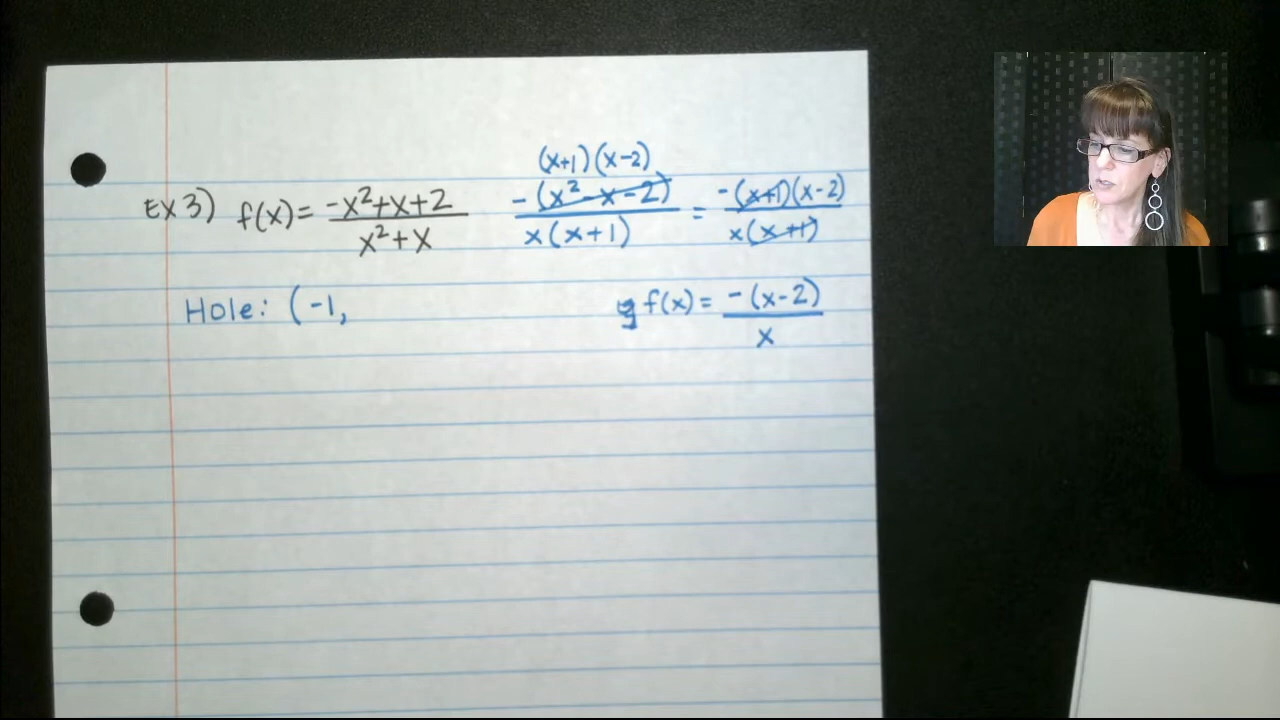 (x+1)(x-2)
Ex 3) f(x) = -x²+x+2 / x²+x   -(x²-x-2) / x(x+1) = -(x+1)(x-2) / x(x+1)
Hole: (-1,   y f(x) = -(x-2) / x